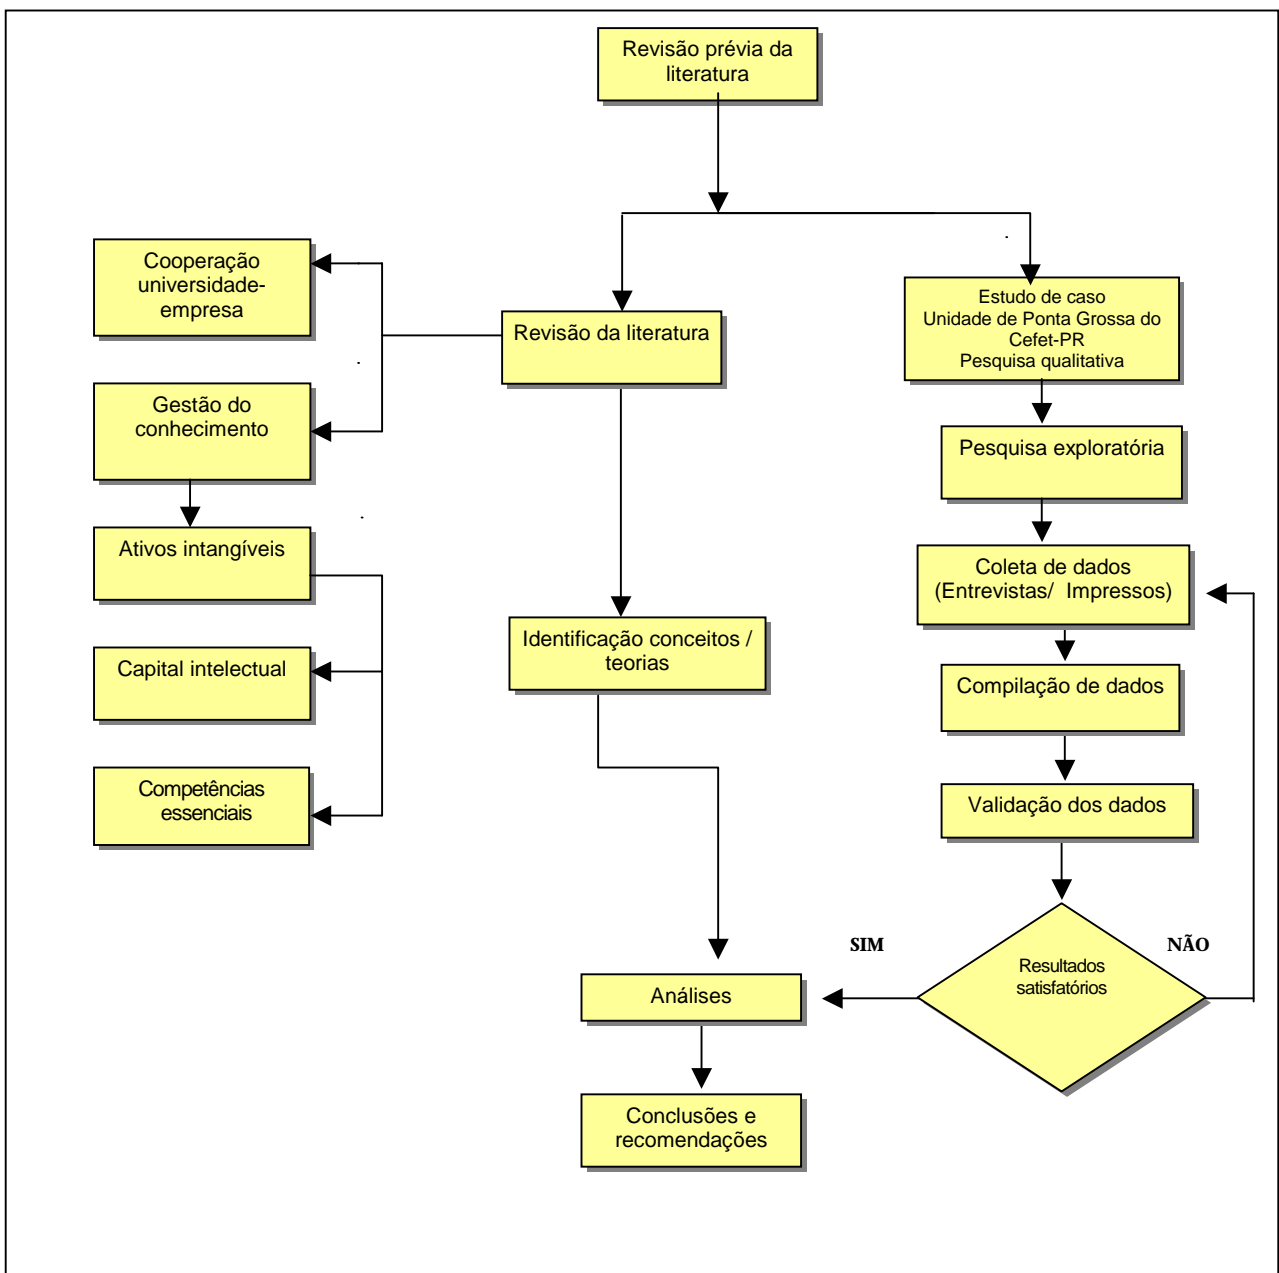 Revisão prévia da
literatura
Cooperação
universidade-
empresa
Revisão da literatura
Estudo de caso
Unidade de Ponta Grossa do
Cefet-PR
Pesquisa qualitativa
Gestão do
conhecimento
Pesquisa exploratória
Ativos intangíveis
Coleta de dados
(Entrevistas/ Impressos)
Identificação conceitos /
teorias
Capital intelectual
Compilação de dados
Competências
essenciais
Validação dos dados
SIM
NÃO
Resultados
satisfatórios
Análises
Conclusões e
recomendações